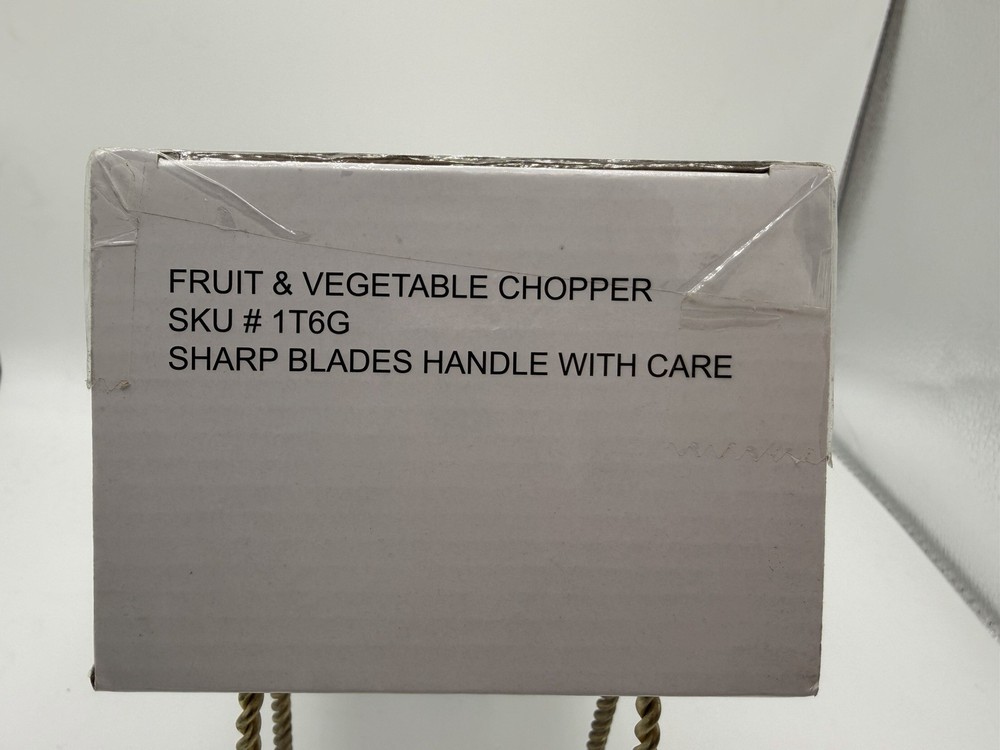 FRUIT & VEGETABLE CHOPPER
SKU # 1T6G
SHARP BLADES HANDLE WITH CARE